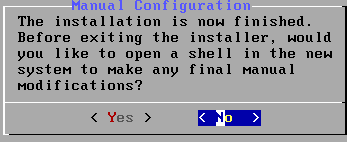 Manual Configuration
The installation is now finished.
Before exiting the installer, would
you like to open a shell in the new
system to make any final manual
modifications?
< Yes > < No >